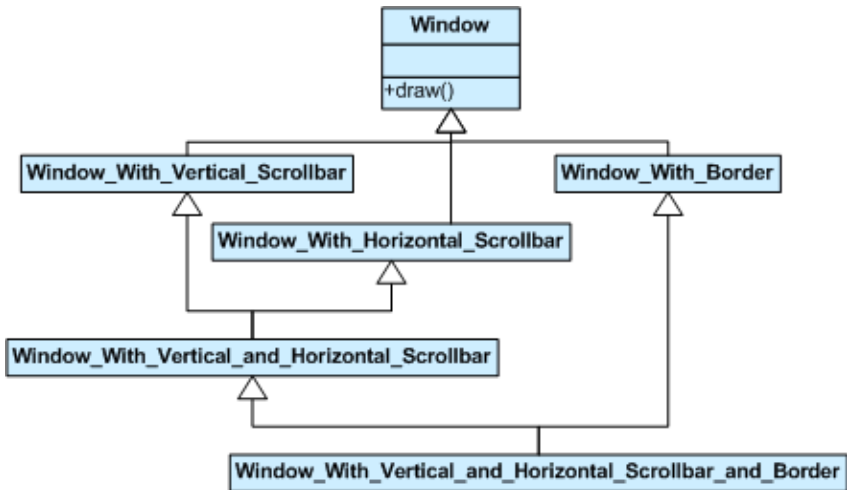 Window
+draw()
Window_With_Vertical_Scrollbar
Window_With_Border
Window_With_Horizontal_Scrollbar
Window_With_Vertical_and_Horizontal_Scrollbar
Window_With_Vertical_and_Horizontal_Scrollbar_and_Border